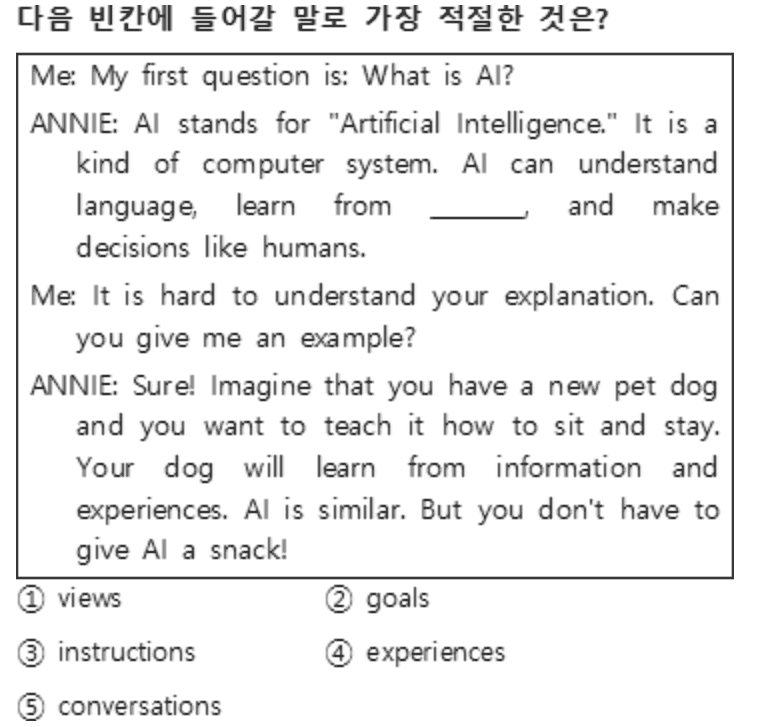 다음 빈칸에 들어갈 말로 가장 적절한 것은?
Me: My first question is: What is AI?
ANNIE: AI stands for "Artificial Intelligence." It is a
kind of computer system. AI can understand
language, learn from ______, and make
decisions like humans.
Me: It is hard to understand your explanation. Can
you give me an example?
ANNIE: Sure! Imagine that you have a new pet dog
and you want to teach it how to sit and stay.
Your dog will learn from information and
experiences. AI is similar. But you don't have to
give AI a snack!
① views ② goals
③ instructions ④ experiences
⑤ conversations